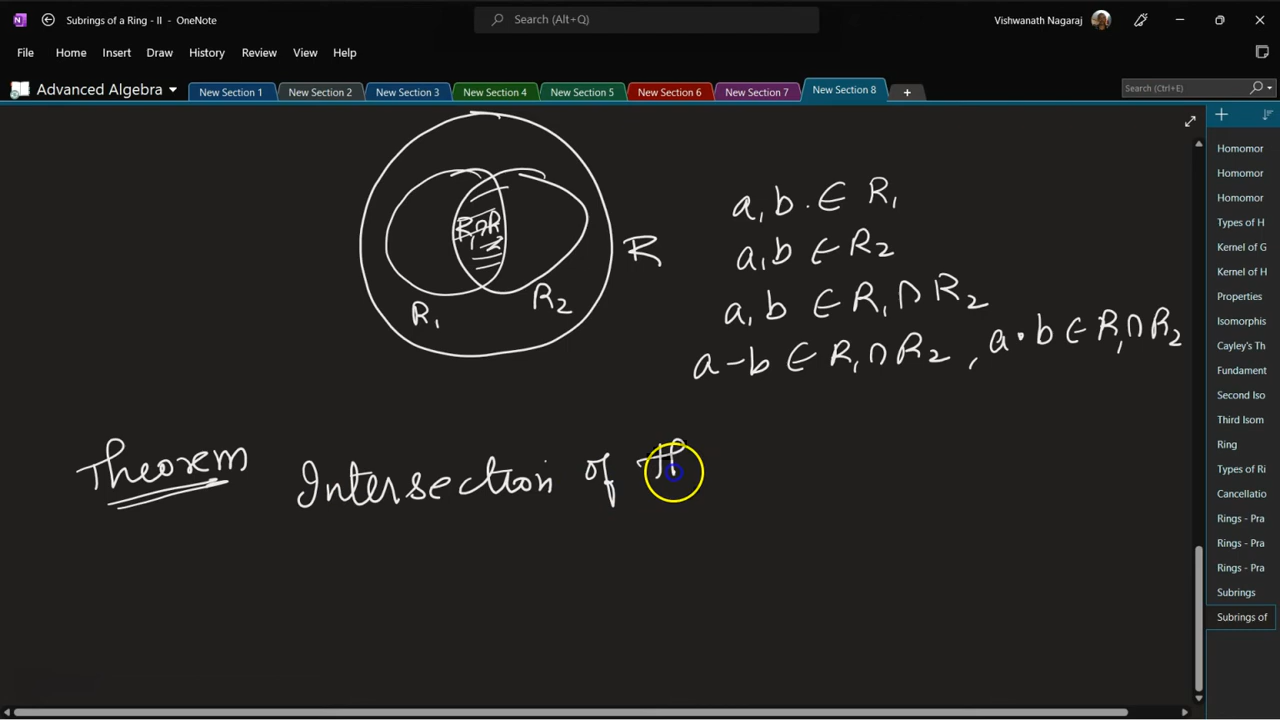 Subrings of a Ring - II - OneNote
Search (Alt+Q)
Vishwanath Nagaraj
File Home Insert Draw History Review View Help
Advanced Algebra
New Section 1 New Section 2 New Section 3 New Section 4 New Section 5 New Section 6 New Section 7 New Section 8 +
Search (Ctrl+E)
Homomor
Homomor
Homomor
Types of H
Kernel of G
Kernel of H
Properties
Isomorphis
Cayley's Th
Fundament
Second Iso
Third Isom
Ring
Types of Ri
Cancellatio
Rings - Pra
Rings - Pra
Rings - Pra
Subrings
Subrings of
R₁∩R₂
R₁
R₂
R
a, b ∈ R₁
a, b ∈ R₂
a, b ∈ R₁ ∩ R₂
a - b ∈ R₁ ∩ R₂ , a · b ∈ R₁ ∩ R₂
Theorem Intersection of